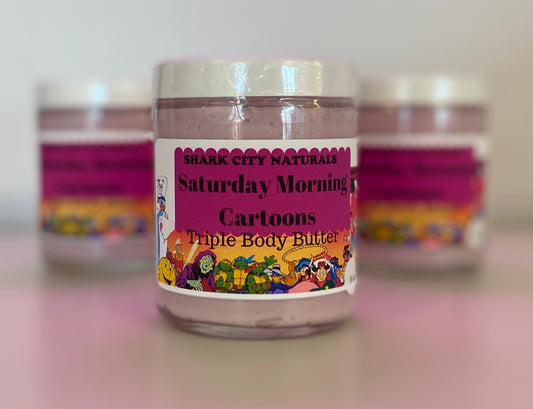 SHARK CITY NATURALS
Saturday Morning
Cartoons
Triple Body Butter